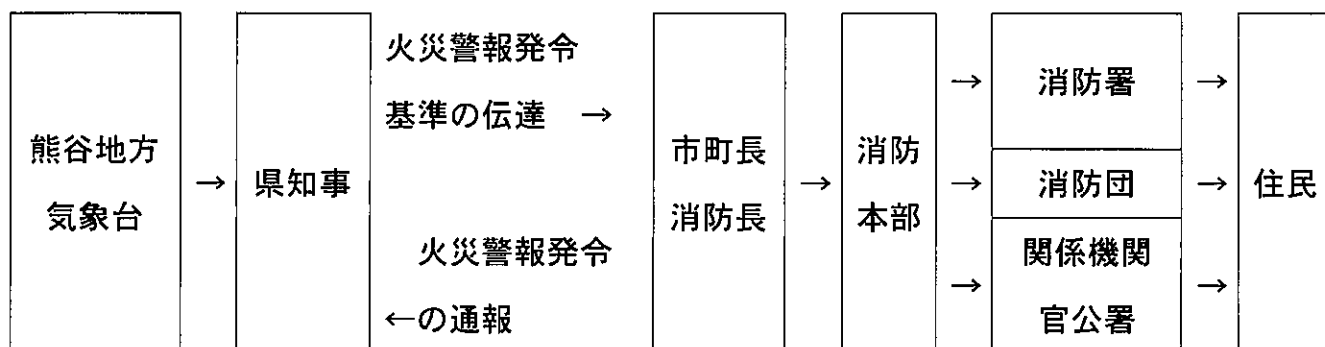 熊谷地方
気象台
→
県知事
火災警報発令
基準の伝達 →
火災警報発令
←の通報
市町長
消防長
→
消防
本部
→
消防署
→
→
消防団
→
→
関係機関
官公署
→
住民